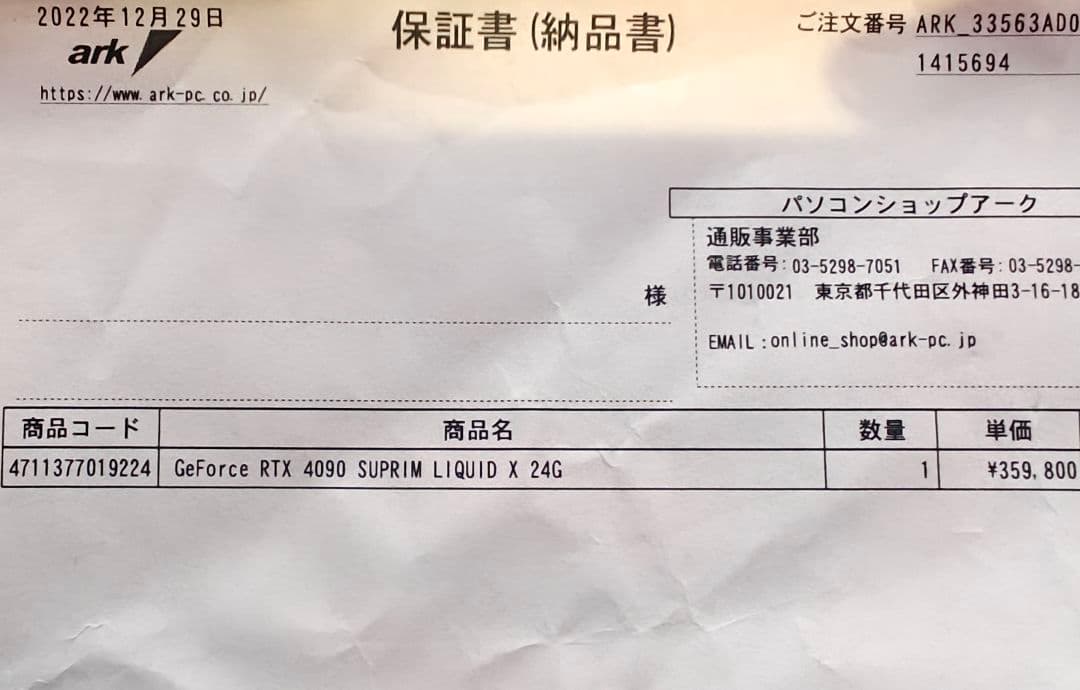 2022年12月29日
保証書(納品書)
ご注文番号 ARK_33563AD0
1415694
ark
https://www.ark-pc.co.jp/
パソコンショップアーク
通販事業部
電話番号:03-5298-7051 FAX番号:03-5298-
〒1010021 東京都千代田区外神田3-16-18
様
EMAIL:online_shop@ark-pc.jp
商品コード 商品名 数量 単価
4711377019224 GeForce RTX 4090 SUPRIM LIQUID X 24G 1 ¥359,800